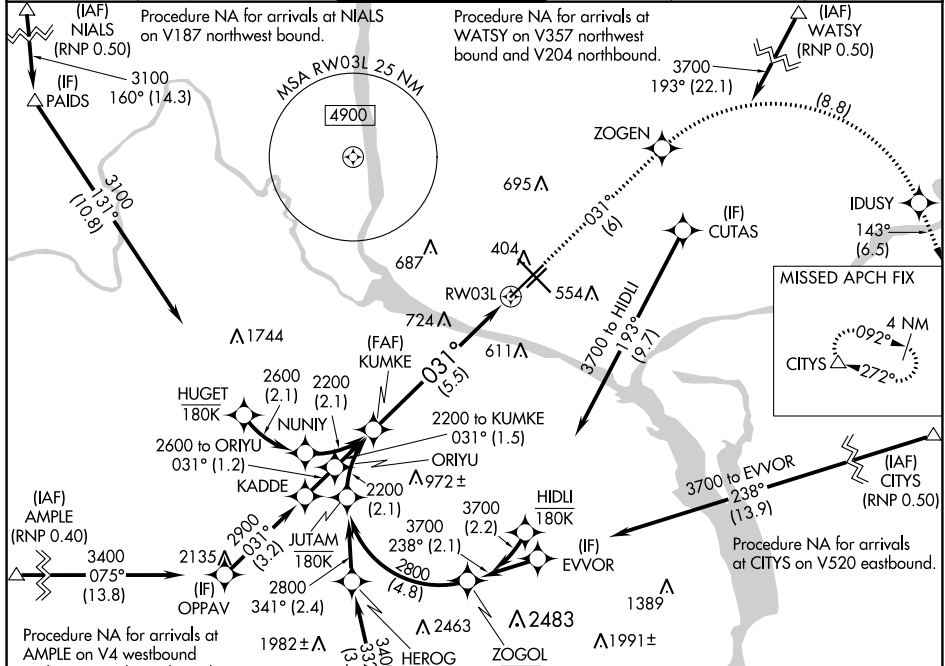 (IAF)
NIALS
(RNP 0.50)
Procedure NA for arrivals at NIALS
on V187 northwest bound.
Procedure NA for arrivals at
WATSY on V357 northwest
bound and V204 northbound.
(IAF)
WATSY
(RNP 0.50)
3100
160° (14.3)
(IF)
PAIDS
MSA RW03L 25 NM
4900
3700
193° (22.1)
(8.8)
ZOGEN
3100
131°
(10.8)
695
031°
(6)
IDUSY
143°
(6.5)
(IF)
CUTAS
687
404
RW03L
554
MISSED APCH FIX
4 NM
092°
CITYS
272°
3700 to HIDLI
193°
(9.7)
724
1744
611
(FAF)
KUMKE
031°
(5.5)
HUGET
180K
2600
(2.1)
2200
(2.1)
NUNIY
2200 to KUMKE
031° (1.5)
2600 to ORIYU
031° (1.2)
ORIYU
KADDE
972±
(IAF)
CITYS
(RNP 0.50)
3700 to EVVOR
238°
(13.9)
(IAF)
AMPLE
(RNP 0.40)
2900
031°
(3.2)
2200
(2.1)
HIDLI
180K
3700
(2.2)
3700
238° (2.1)
JUTAM
180K
(IF)
EVVOR
Procedure NA for arrivals
at CITYS on V520 eastbound.
3400
075°
(13.8)
2135
(IF)
OPPAV
2800
341° (2.4)
2800
(4.8)
1389
Procedure NA for arrivals at
AMPLE on V4 westbound
1982±
2463
2483
1991±
HEROG
ZOGOL